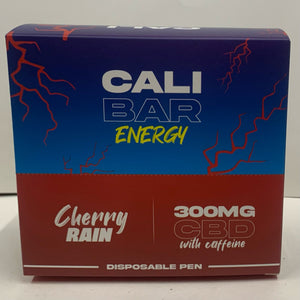 CALI
BAR
ENERGY
Cherry
RAIN
300MG
CBD
with caffeine
DISPOSABLE PEN